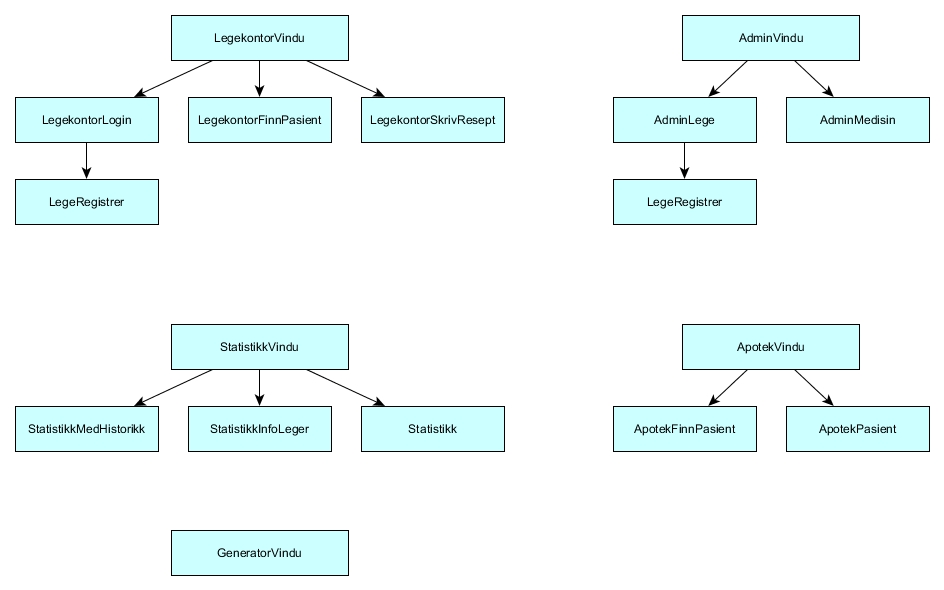 LegekontorVindu
AdminVindu
LegekontorLogin
LegekontorFinnPasient
LegekontorSkrivResept
AdminLege
AdminMedisin
LegeRegistrer
LegeRegistrer
StatistikkVindu
ApotekVindu
StatistikkMedHistorikk
StatistikkInfoLeger
Statistikk
ApotekFinnPasient
ApotekPasient
GeneratorVindu